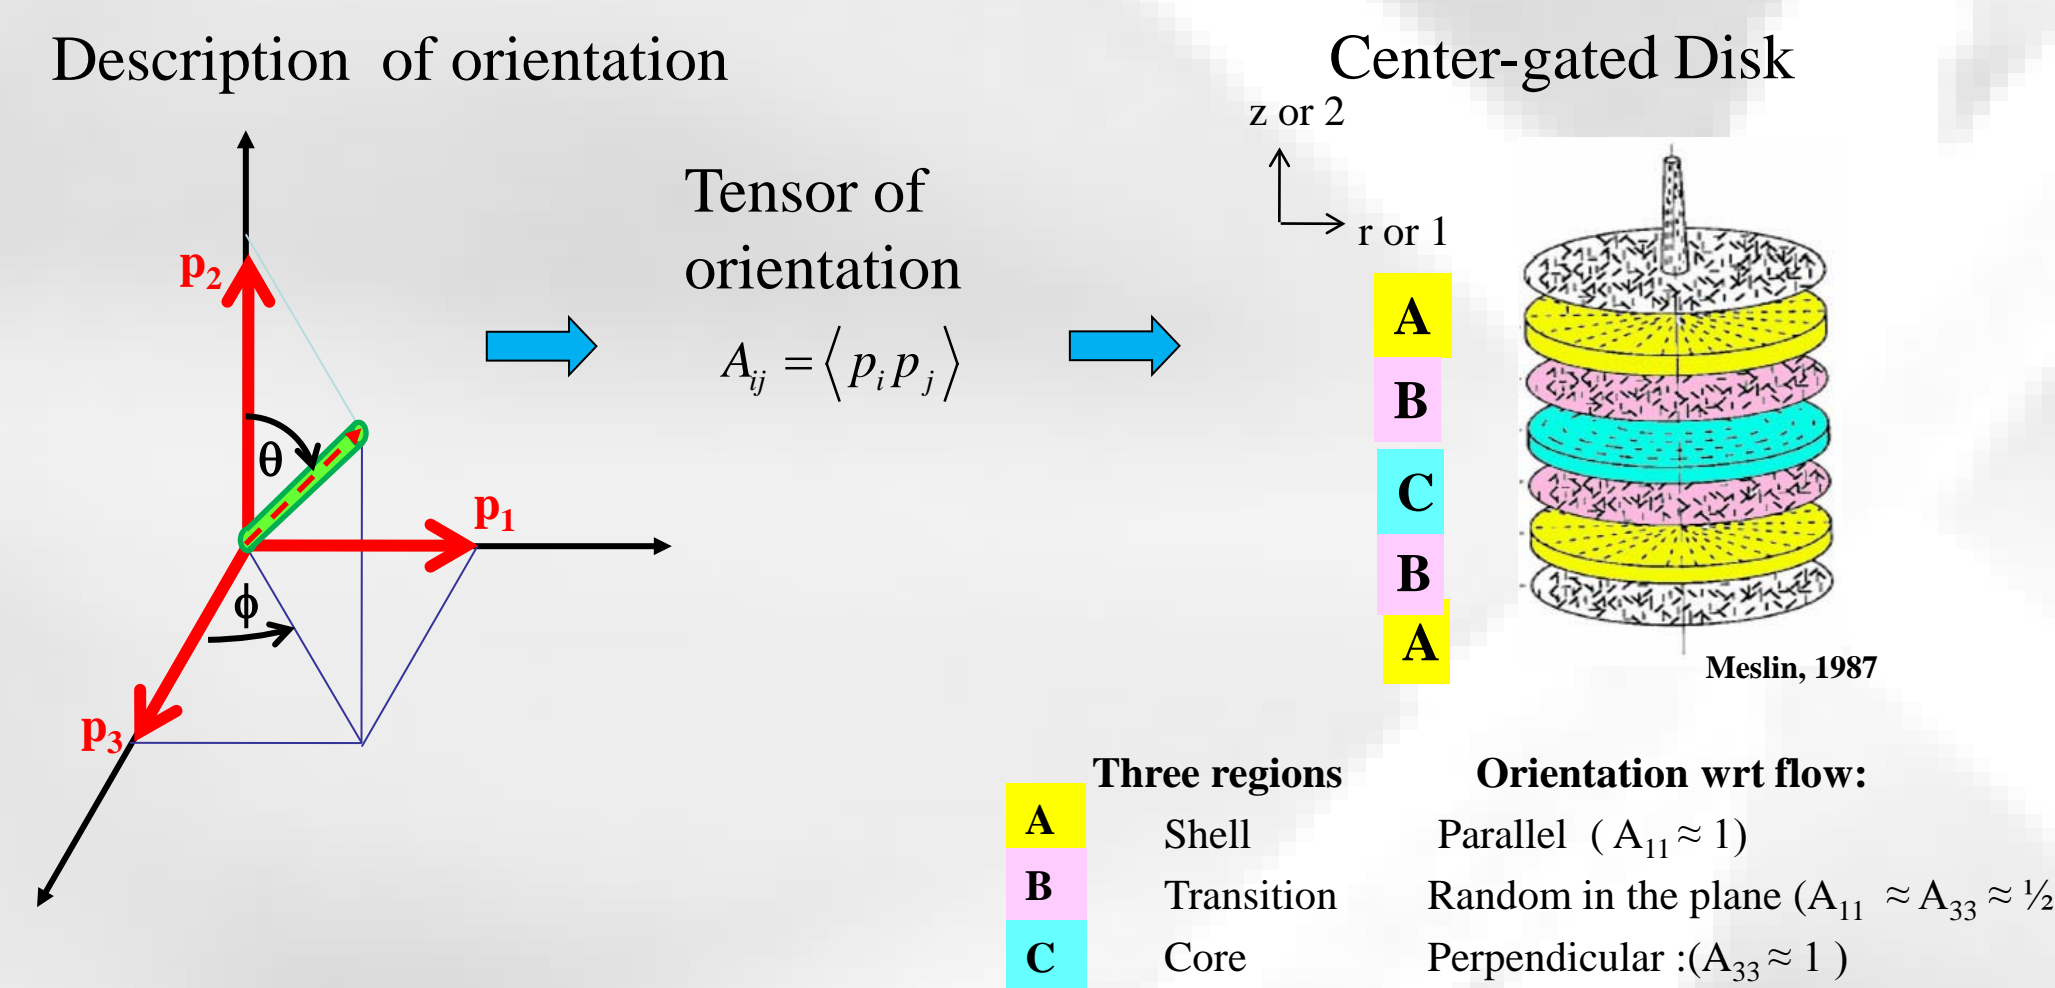 Description of orientation
Center-gated Disk
z or 2
r or 1
p₂
θ
p₁
ϕ
p₃
Tensor of
orientation
A_ij = ⟨ p_i p_j ⟩
A
B
C
B
A
Meslin, 1987
Three regions Orientation wrt flow:
A Shell Parallel ( A₁₁ ≈ 1)
B Transition Random in the plane (A₁₁ ≈ A₃₃ ≈ ½
C Core Perpendicular :(A₃₃ ≈ 1 )